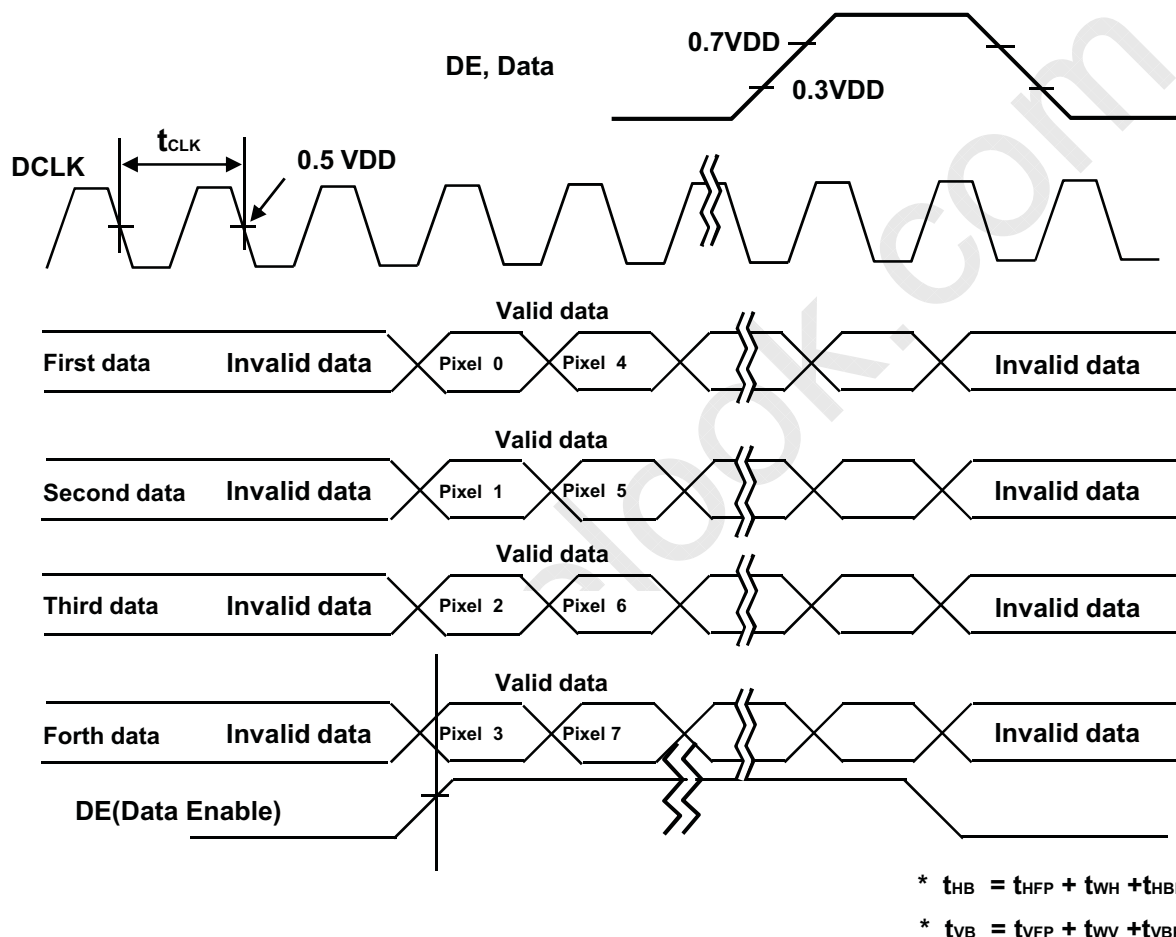 0.7VDD
DE, Data
0.3VDD
tCLK
DCLK
0.5 VDD
Valid data
First data Invalid data Pixel 0 Pixel 4 Invalid data
Valid data
Second data Invalid data Pixel 1 Pixel 5 Invalid data
Valid data
Third data Invalid data Pixel 2 Pixel 6 Invalid data
Valid data
Forth data Invalid data Pixel 3 Pixel 7 Invalid data
DE(Data Enable)
* tHB = tHFP + tWH +
* tVB = tVFP + tWV +
look.com